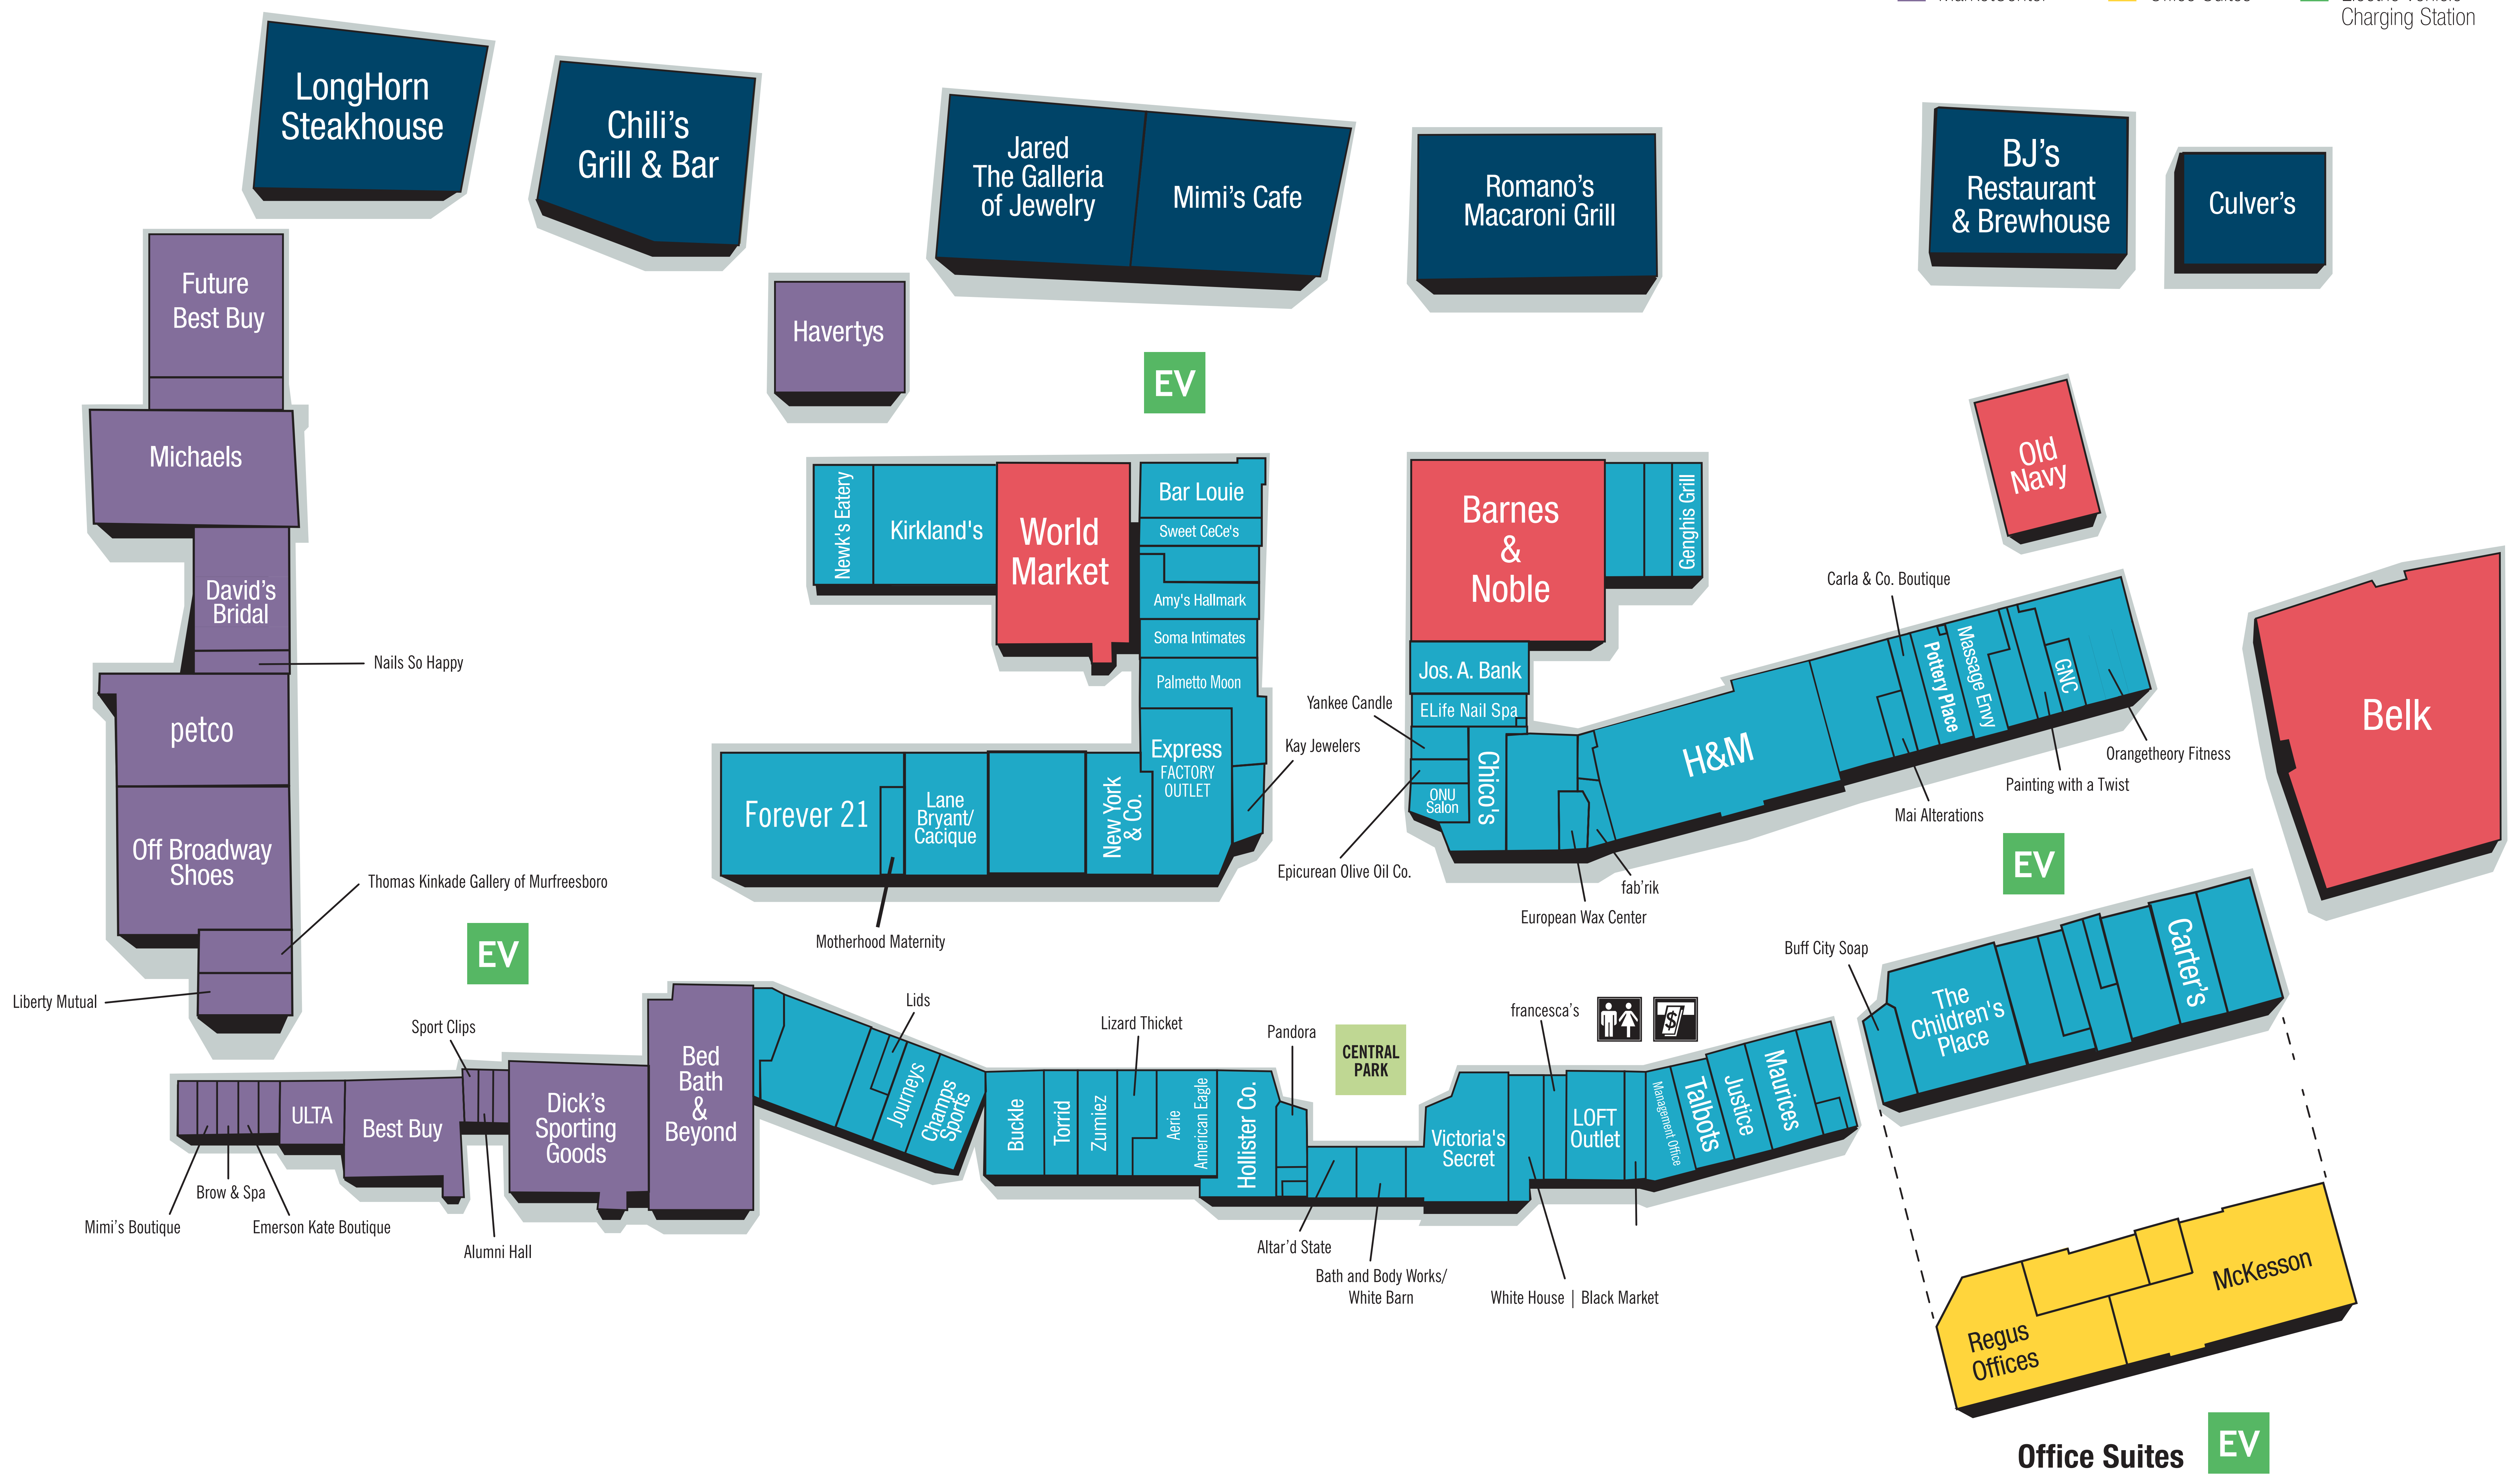 Charging Station
LongHorn
Steakhouse
Chili's
Grill & Bar
Jared
The Galleria
of Jewelry
Mimi's Cafe
Romano's
Macaroni Grill
BJ's
Restaurant
& Brewhouse
Culver's
Future
Best Buy
Havertys
EV
Michaels
Old
Navy
Newk's Eatery
Kirkland's
World
Market
Bar Louie
Sweet CeCe's
Amy's Hallmark
Soma Intimates
Palmetto Moon
Barnes
&
Noble
Genghis Grill
David's
Bridal
Nails So Happy
petco
Off Broadway
Shoes
Thomas Kinkade Gallery of Murfreesboro
Liberty Mutual
EV
Jos. A. Bank
ELife Nail Spa
Yankee Candle
Kay Jewelers
Epicurean Olive Oil Co.
ONU
Salon
Chico's
European Wax Center
fab'rik
H&M
Carla & Co. Boutique
Pottery Place
Massage Envy
GNC
Orangetheory Fitness
Painting with a Twist
Mai Alterations
EV
Belk
Forever 21
Lane
Bryant/
Cacique
New York
& Co.
Express
FACTORY
OUTLET
Motherhood Maternity
Sport Clips
ULTA
Best Buy
Dick's
Sporting
Goods
Bed
Bath
&
Beyond
Mimi's Boutique
Brow & Spa
Emerson Kate Boutique
Alumni Hall
Lids
Journeys
Champs
Sports
Buckle
Torrid
Zumiez
Lizard Thicket
Aerie
American Eagle
Hollister Co.
Pandora
CENTRAL
PARK
Altar'd State
Bath and Body Works/
White Barn
Victoria's
Secret
francesca's
$
LOFT
Outlet
White House | Black Market
Management Office
Talbots
Justice
Maurices
Buff City Soap
The
Children's
Place
Carter's
Regus
Offices
McKesson
Office Suites
EV